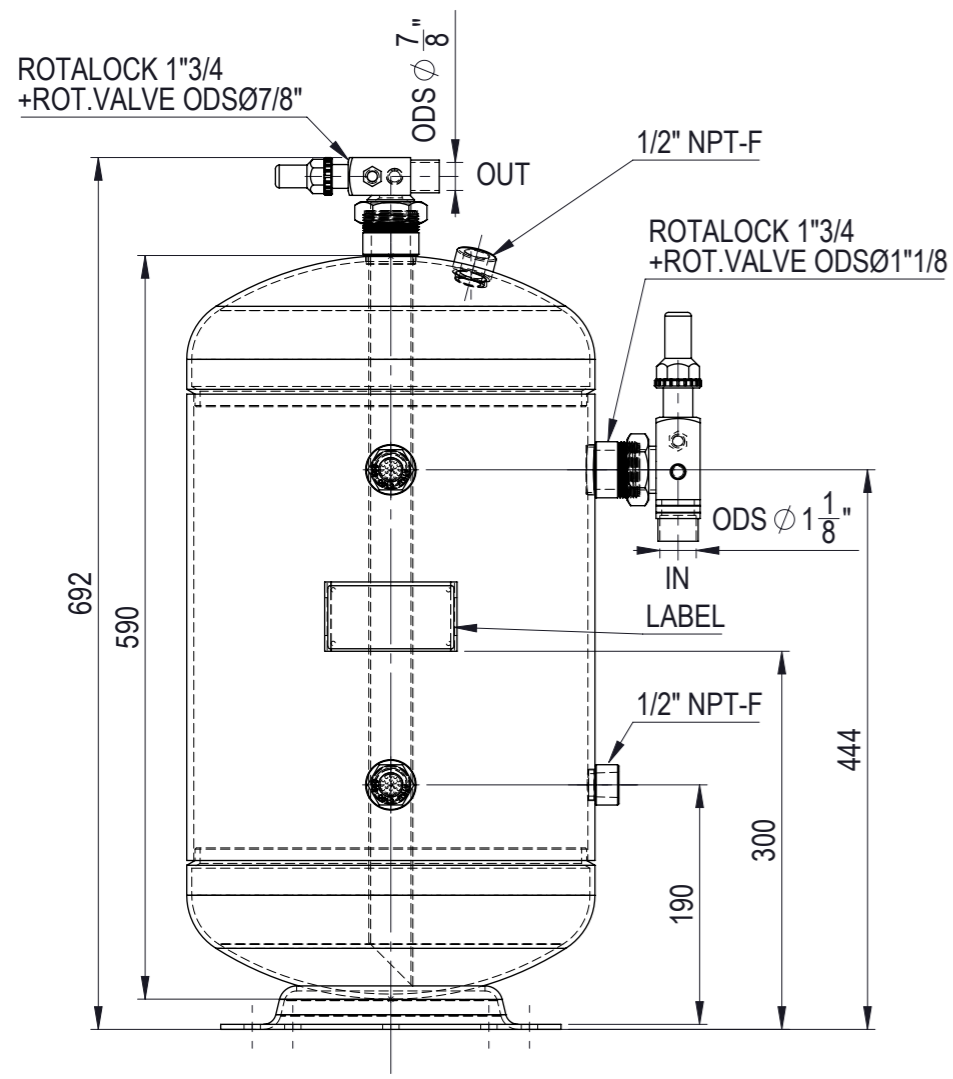 ODS Ø 7/8"
ROTALOCK 1"3/4
+ROT.VALVE ODSØ7/8"
1/2" NPT-F
OUT
ROTALOCK 1"3/4
+ROT.VALVE ODSØ1"1/8
ODS Ø 1 1/8"
IN
LABEL
692
590
1/2" NPT-F
444
300
190